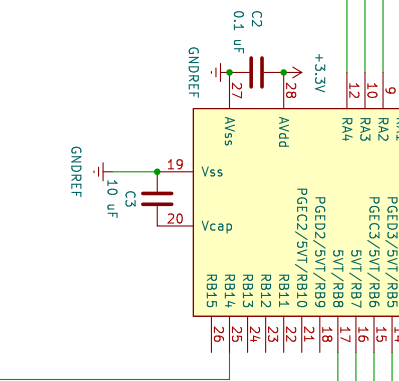 C2
0.1 uF
+3.3V
GNDREF
27
28
12
10
9
AVss
AVdd
RA4
RA3
RA2
GNDREF
19
Vss
10 uF
C3
20
Vcap
PGEC2/5VT/RB10
PGED2/5VT/RB9
5VT/RB8
5VT/RB7
PGEC3/5VT/RB6
PGED3/5VT/RB5
RB15
RB14
RB13
RB12
RB11
26
25
24
23
22
21
18
17
16
15
14